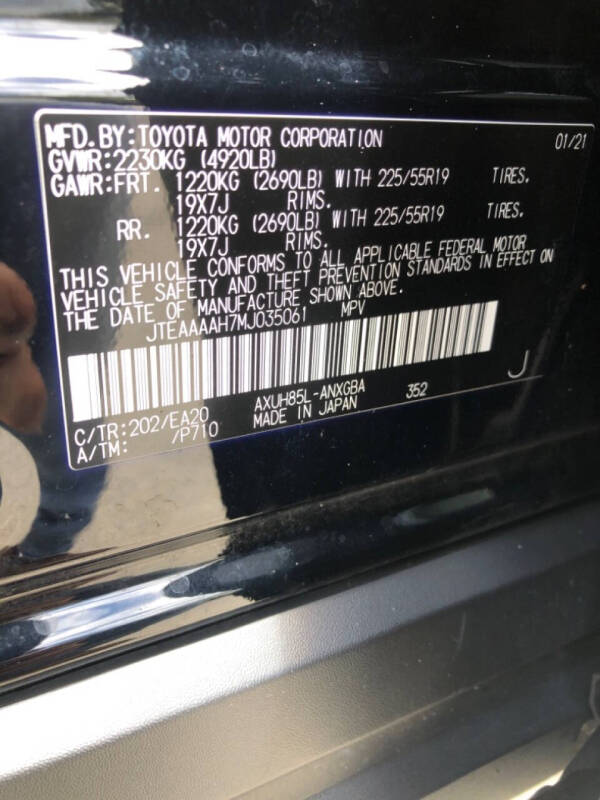 MFD.BY:TOYOTA MOTOR CORPORATION 01/21
GVWR:2230KG (4920LB)
GAWR:FRT. 1220KG (2690LB) WITH 225/55R19 TIRES.
19X7J RIMS.
RR. 1220KG (2690LB) WITH 225/55R19 TIRES.
19X7J RIMS.
THIS VEHICLE CONFORMS TO ALL APPLICABLE FEDERAL MOTOR
VEHICLE SAFETY AND THEFT PREVENTION STANDARDS IN EFFECT ON
THE DATE OF MANUFACTURE SHOWN ABOVE.
JTEAAAAH7MJ035061 MPV
J
AXUH85L-ANXGBA 352
C/TR:202/EA20 MADE IN JAPAN
A/TM: /P710